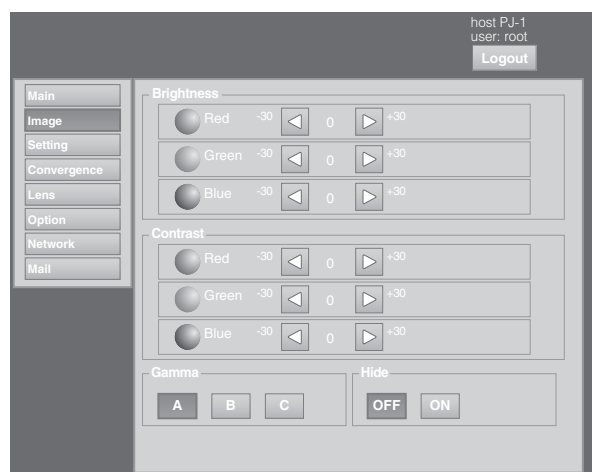 host PJ-1
user: root
Logout
Main
Image
Setting
Convergence
Lens
Option
Network
Mail
Brightness
Red -30 0 +30
Green -30 0 +30
Blue -30 0 +30
Contrast
Red -30 0 +30
Green -30 0 +30
Blue -30 0 +30
Gamma
A B C
Hide
OFF ON